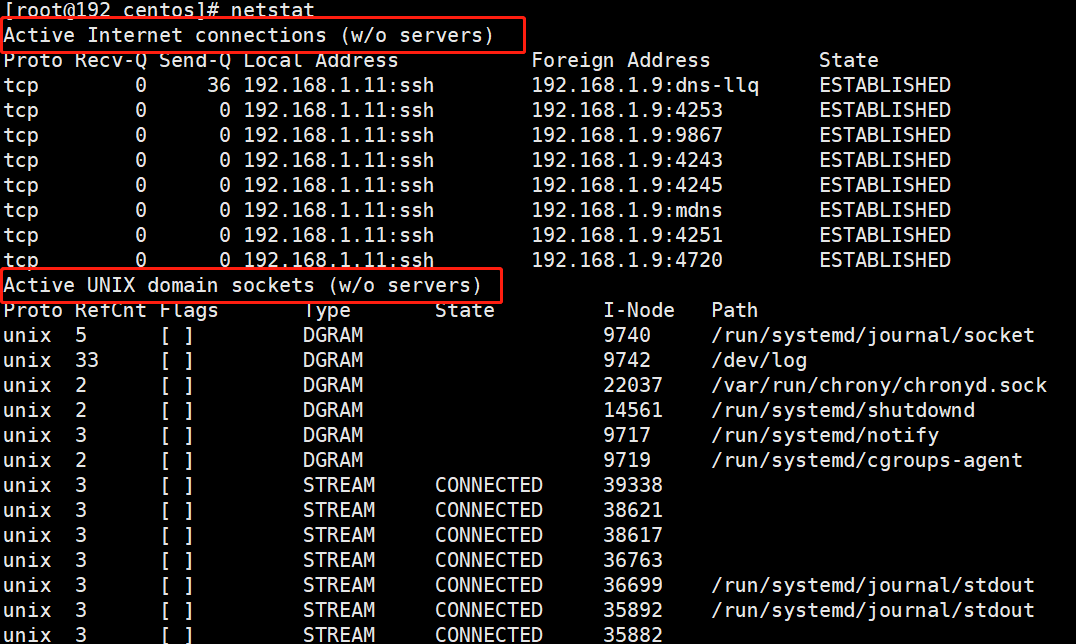 [root@192 centos]# netstat
Active Internet connections (w/o servers)
Proto Recv-Q Send-Q Local Address           Foreign Address         State
tcp        0     36 192.168.1.11:ssh        192.168.1.9:dns-llq     ESTABLISHED
tcp        0      0 192.168.1.11:ssh        192.168.1.9:4253        ESTABLISHED
tcp        0      0 192.168.1.11:ssh        192.168.1.9:9867        ESTABLISHED
tcp        0      0 192.168.1.11:ssh        192.168.1.9:4243        ESTABLISHED
tcp        0      0 192.168.1.11:ssh        192.168.1.9:4245        ESTABLISHED
tcp        0      0 192.168.1.11:ssh        192.168.1.9:mdns        ESTABLISHED
tcp        0      0 192.168.1.11:ssh        192.168.1.9:4251        ESTABLISHED
tcp        0      0 192.168.1.11:ssh        192.168.1.9:4720        ESTABLISHED
Active UNIX domain sockets (w/o servers)
Proto RefCnt Flags       Type       State         I-Node   Path
unix  5      [ ]         DGRAM                    9740     /run/systemd/journal/socket
unix  33     [ ]         DGRAM                    9742     /dev/log
unix  2      [ ]         DGRAM                    22037    /var/run/chrony/chronyd.sock
unix  2      [ ]         DGRAM                    14561    /run/systemd/shutdownd
unix  3      [ ]         DGRAM                    9717     /run/systemd/notify
unix  2      [ ]         DGRAM                    9719     /run/systemd/cgroups-agent
unix  3      [ ]         STREAM     CONNECTED     39338
unix  3      [ ]         STREAM     CONNECTED     38621
unix  3      [ ]         STREAM     CONNECTED     38617
unix  3      [ ]         STREAM     CONNECTED     36763
unix  3      [ ]         STREAM     CONNECTED     36699    /run/systemd/journal/stdout
unix  3      [ ]         STREAM     CONNECTED     35892    /run/systemd/journal/stdout
unix  3      [ ]         STREAM     CONNECTED     35882